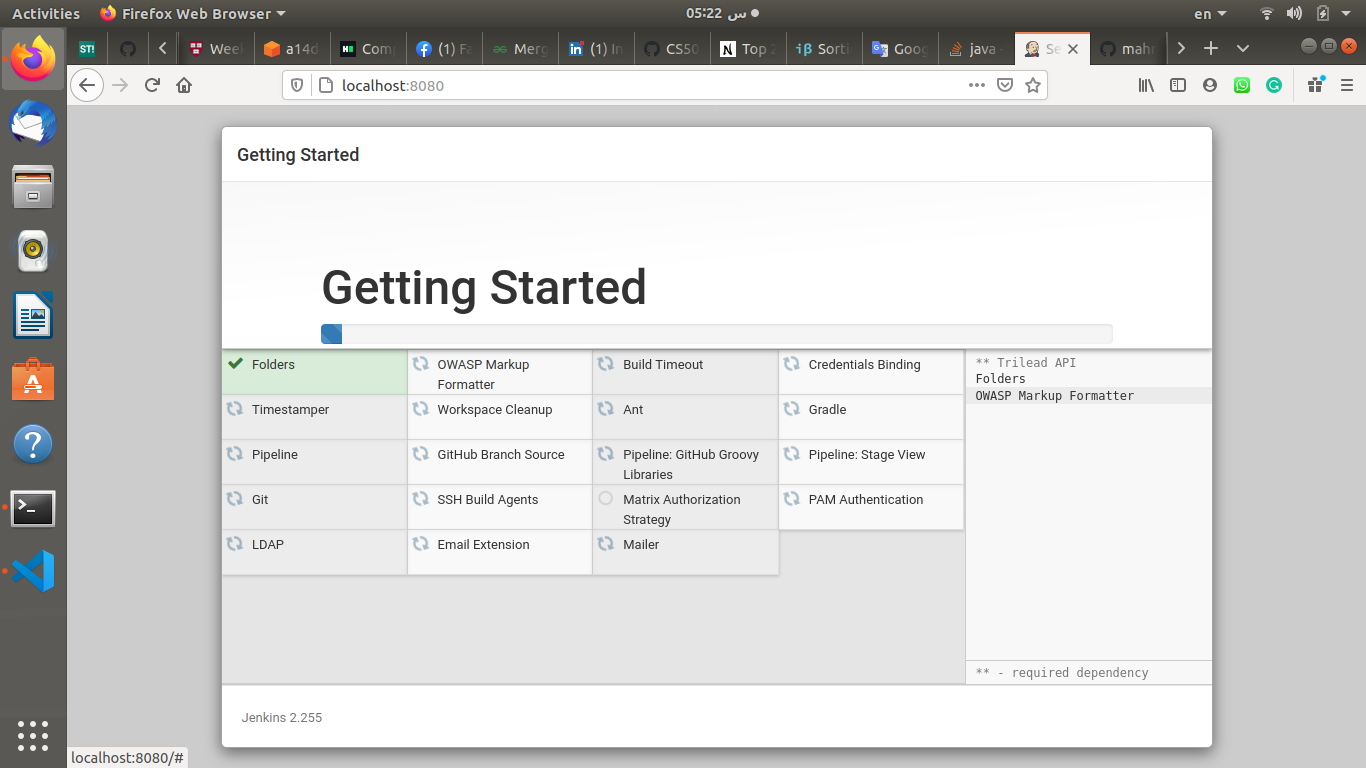 Activities
Firefox Web Browser
05:22 س
en
ST!
Week
a14d
Comp
(1) Fa
Merg
(1) In
CS50
Top 2
Sorti
Goog
java -
Se
mahr
localhost:8080
Getting Started
Getting Started
Folders
OWASP Markup
Formatter
Build Timeout
Credentials Binding
Timestamper
Workspace Cleanup
Ant
Gradle
Pipeline
GitHub Branch Source
Pipeline: GitHub Groovy
Libraries
Pipeline: Stage View
Git
SSH Build Agents
Matrix Authorization
Strategy
PAM Authentication
LDAP
Email Extension
Mailer
** Trilead API
Folders
OWASP Markup Formatter
** - required dependency
Jenkins 2.255
localhost:8080/#